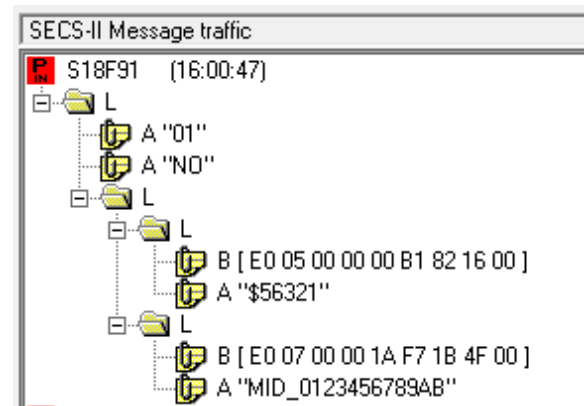 SECS-II Message traffic
P IN S18F91 (16:00:47)
L
A "01"
A "NO"
L
L
B [ E0 05 00 00 00 B1 82 16 00 ]
A "$56321"
L
B [ E0 07 00 00 1A F7 1B 4F 00 ]
A "MID_0123456789AB"